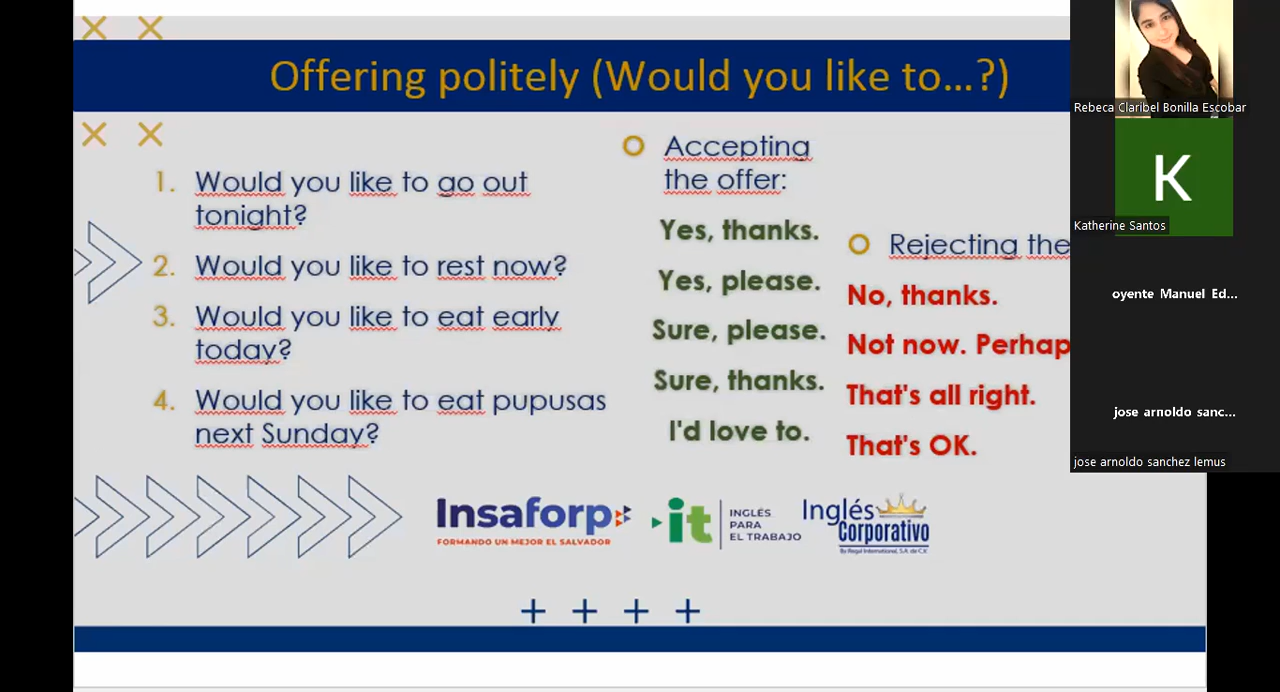 Offering politely (Would you like to...?)
1. Would you like to go out
tonight?
2. Would you like to rest now?
3. Would you like to eat early
today?
4. Would you like to eat pupusas
next Sunday?
Accepting
the offer:
Yes, thanks.
Yes, please.
Sure, please.
Sure, thanks.
I'd love to.
Rejecting the
No, thanks.
Not now. Perhap
That's all right.
That's OK.
Insaforp
FORMANDO UN MEJOR EL SALVADOR
it
INGLÉS
PARA
EL TRABAJO
Inglés
Corporativo
By Regal International, S.A. de C.V.
Rebeca Claribel Bonilla Escobar
K
Katherine Santos
oyente Manuel Ed...
jose arnoldo sanc...
jose arnoldo sanchez lemus